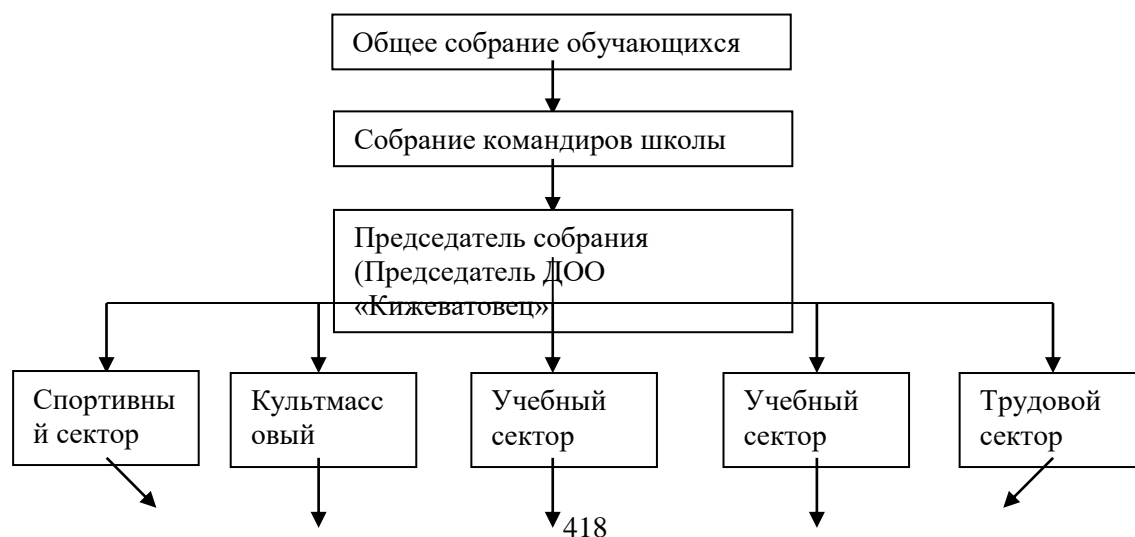 Общее собрание обучающихся
Собрание командиров школы
Председатель собрания
(Председатель ДОО
«Кижеватовец»
Спортивны
й сектор
Культмасс
овый
Учебный
сектор
Учебный
сектор
Трудовой
сектор
418